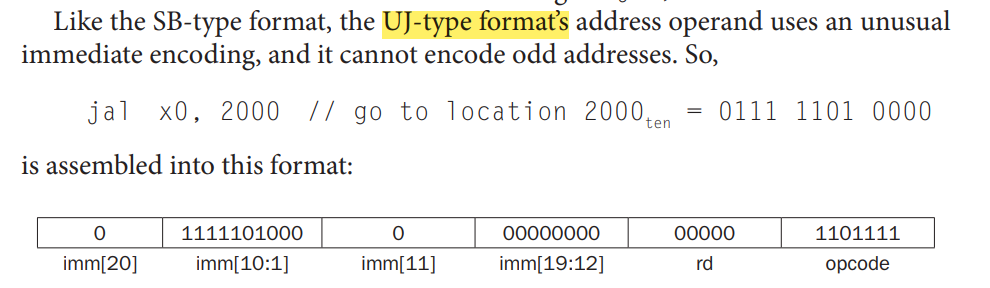 Like the SB-type format, the UJ-type format's address operand uses an unusual
immediate encoding, and it cannot encode odd addresses. So,
jal x0, 2000 // go to location 2000ten = 0111 1101 0000
is assembled into this format:
0 1111101000 0 00000000 00000 1101111
imm[20] imm[10:1] imm[11] imm[19:12] rd opcode